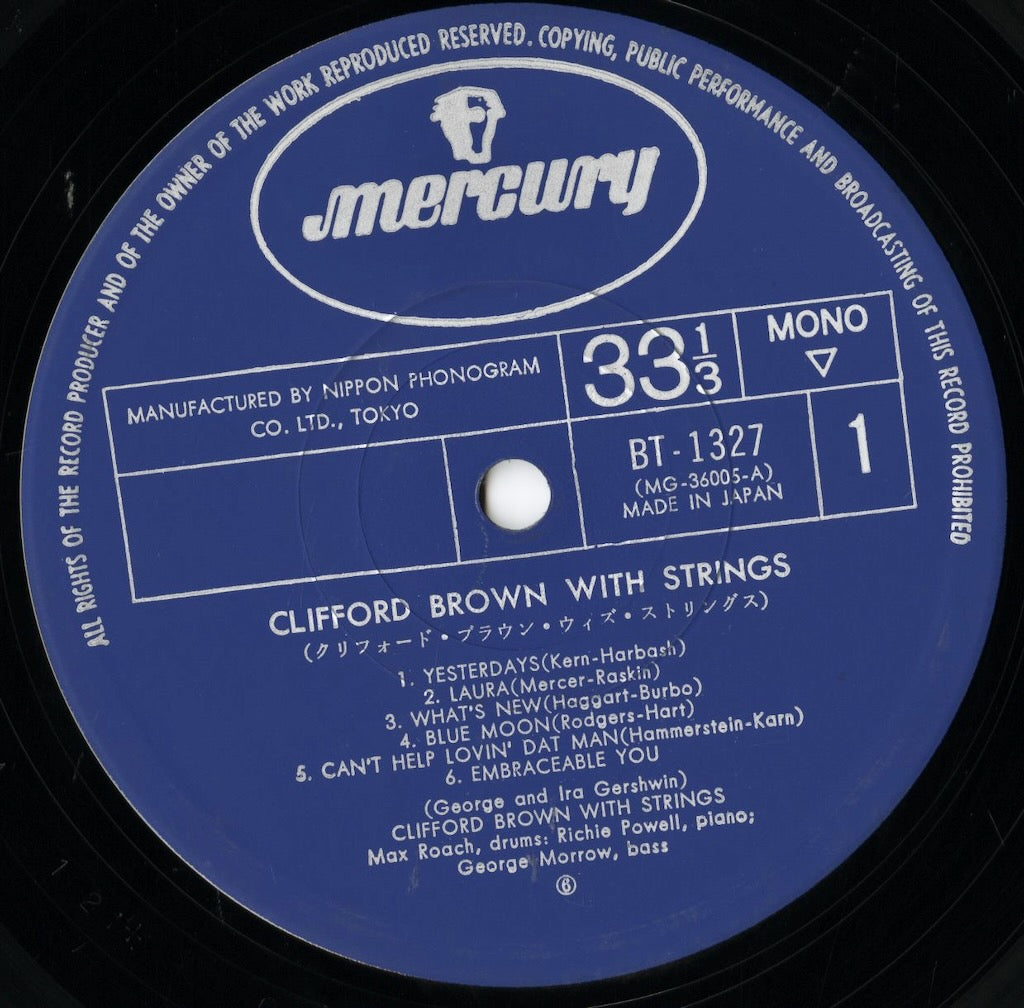 ALL RIGHTS OF THE RECORD PRODUCER AND OF THE OWNER OF THE WORK REPRODUCED RESERVED. COPYING, PUBLIC PERFORMANCE AND BROADCASTING OF THIS RECORD PROHIBITED
mercury
MANUFACTURED BY NIPPON PHONOGRAM
CO. LTD., TOKYO
33 1/3
MONO
▽
BT-1327
(MG-36005-A)
MADE IN JAPAN
1
CLIFFORD BROWN WITH STRINGS
(クリフォード・ブラウン・ウィズ・ストリングス)
1. YESTERDAYS(Kern-Harbash)
2. LAURA(Mercer-Raskin)
3. WHAT'S NEW(Haggart-Burbo)
4. BLUE MOON(Rodgers-Hart)
5. CAN'T HELP LOVIN' DAT MAN(Hammerstein-Karn)
6. EMBRACEABLE YOU
(George and Ira Gershwin)
CLIFFORD BROWN WITH STRINGS
Max Roach, drums: Richie Powell, piano;
George Morrow, bass